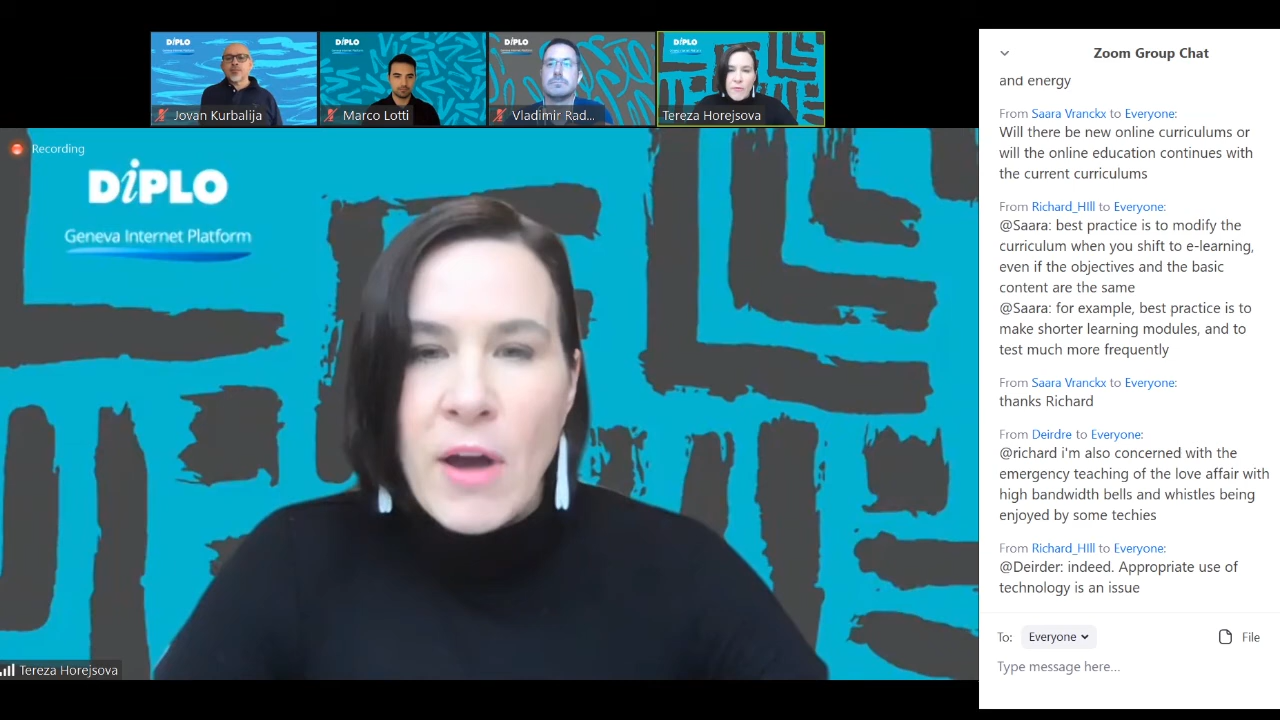 DiPLO
DiPLO
DiPLO
DiPLO
Jovan Kurbalija
Marco Lotti
Vladimir Rad...
Tereza Horejsova
Recording
DiPLO
Geneva Internet Platform
Tereza Horejsova
Zoom Group Chat
and energy
From Saara Vranckx to Everyone:
Will there be new online curriculums or
will the online education continues with
the current curriculums
From Richard_HIll to Everyone:
@Saara: best practice is to modify the
curriculum when you shift to e-learning,
even if the objectives and the basic
content are the same
@Saara: for example, best practice is to
make shorter learning modules, and to
test much more frequently
From Saara Vranckx to Everyone:
thanks Richard
From Deirdre to Everyone:
@richard i'm also concerned with the
emergency teaching of the love affair with
high bandwidth bells and whistles being
enjoyed by some techies
From Richard_HIll to Everyone:
@Deirder: indeed. Appropriate use of
technology is an issue
To: Everyone File
Type message here...